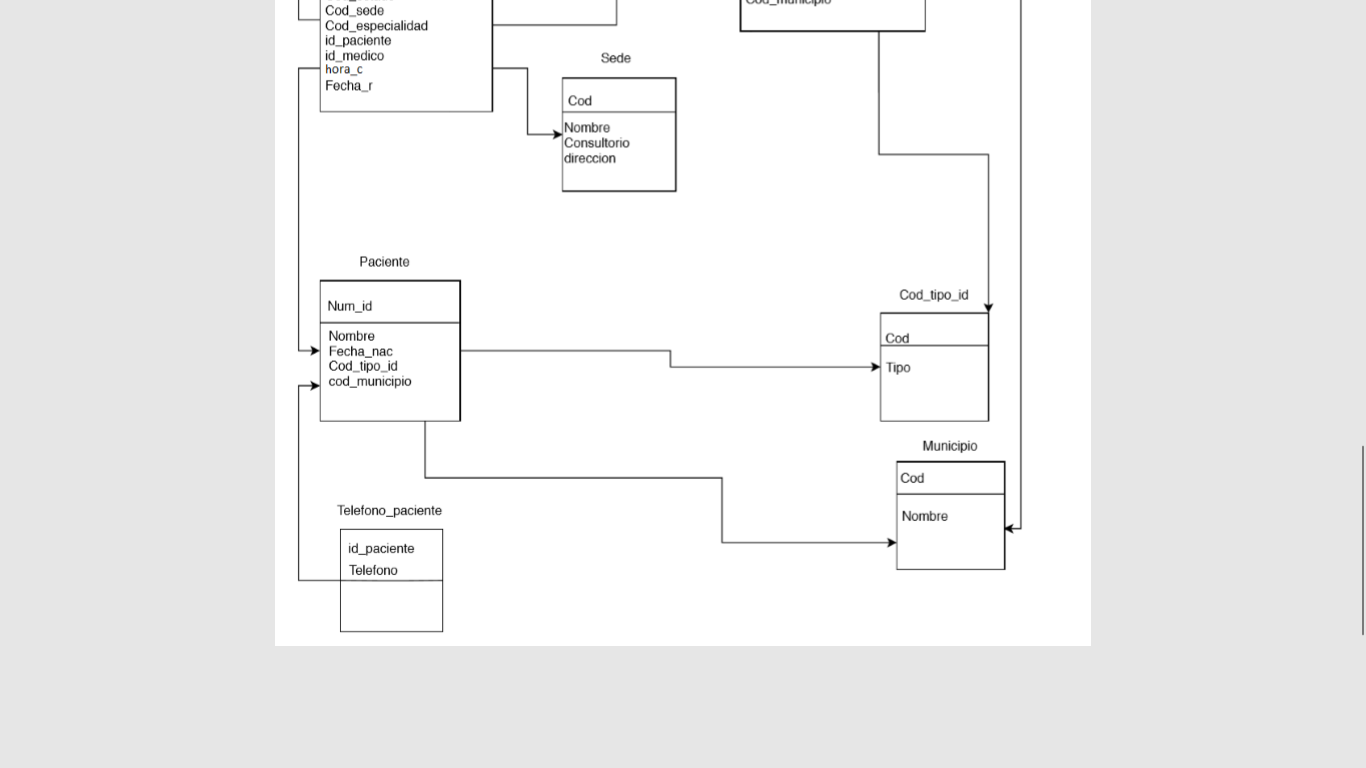 Cod_sede
Cod_especialidad
id_paciente
id_medico
hora_c
Fecha_r
Cod_municipio
Sede
Cod
Nombre
Consultorio
direccion
Paciente
Num_id
Nombre
Fecha_nac
Cod_tipo_id
cod_municipio
Cod_tipo_id
Cod
Tipo
Municipio
Cod
Nombre
Telefono_paciente
id_paciente
Telefono